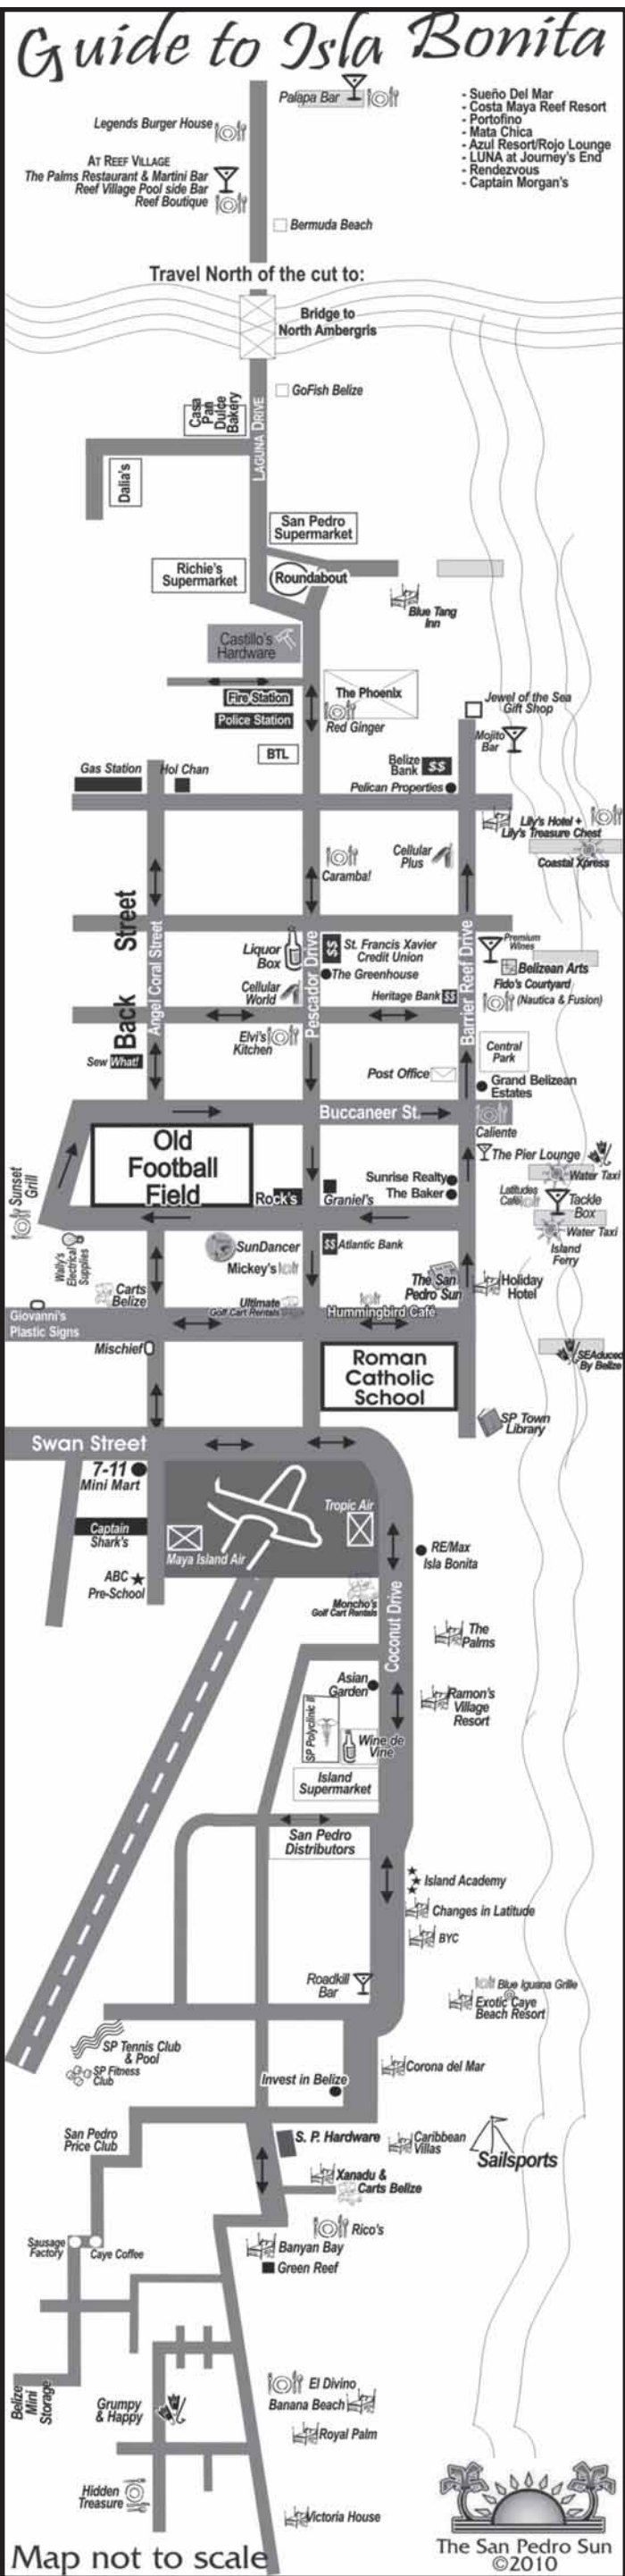 Guide to Isla Bonita
Palapa Bar
- Sueño Del Mar
- Costa Maya Reef Resort
- Portofino
- Mata Chica
- Azul Resort/Rojo Lounge
- LUNA at Journey's End
- Rendezvous
- Captain Morgan's
Legends Burger House
AT REEF VILLAGE
The Palms Restaurant & Martini Bar
Reef Village Pool side Bar
Reef Boutique
Bermuda Beach
Travel North of the cut to:
Bridge to
North Ambergris
GoFish Belize
Casa
Pan
Dulce
Bakery
LAGUNA DRIVE
Dalia's
San Pedro
Supermarket
Richie's
Supermarket
Roundabout
Blue Tang
Inn
Castillo's
Hardware
Fire Station
Police Station
The Phoenix
Red Ginger
Jewel of the Sea
Gift Shop
Mojito
Bar
BTL
Belize
Bank
$$
Gas Station
Hol Chan
Pelican Properties
Lily's Hotel +
Lily's Treasure Chest
Coastal Xpress
Caramba!
Cellular
Plus
Back Street
Angel Coral Street
Pescador Drive
Barrier Reef Drive
Liquor
Box
$$
St. Francis Xavier
Credit Union
The Greenhouse
Premium
Wines
Belizean Arts
Fido's Courtyard
(Nautica & Fusion)
Cellular
World
Heritage Bank
$$
Elvi's
Kitchen
Central
Park
Sew What!
Post Office
Grand Belizean
Estates
Buccaneer St.
Caliente
Old
Football
Field
The Pier Lounge
Water Taxi
Sunset
Grill
Rock's
Graniel's
Sunrise Realty
The Baker
Latitudes
Café
Tackle
Box
Water Taxi
Island
Ferry
Wally's
Electrical
Supplies
SunDancer
Mickey's
$$
Atlantic Bank
Carts
Belize
Ultimate
Golf Cart Rentals
The San
Pedro Sun
Holiday
Hotel
Hummingbird Café
Giovanni's
Plastic Signs
Mischief
Roman
Catholic
School
SEAduced
By Belize
SP Town
Library
Swan Street
7-11
Mini Mart
Captain
Shark's
ABC
Pre-School
Maya Island Air
Tropic Air
RE/Max
Isla Bonita
Moncho's
Golf Cart Rentals
Coconut Drive
The
Palms
Asian
Garden
Ramon's
Village
Resort
SP Polyclinic II
Wine de
Vine
Island
Supermarket
San Pedro
Distributors
Island Academy
Changes in Latitude
BYC
Roadkill
Bar
Blue Iguana Grille
Exotic Caye
Beach Resort
SP Tennis Club
& Pool
SP Fitness
Club
Corona del Mar
Invest in Belize
San Pedro
Price Club
S. P. Hardware
Caribbean
Villas
Sailsports
Xanadu &
Carts Belize
Rico's
Sausage
Factory
Caye Coffee
Banyan Bay
Green Reef
Belize
Mini
Storage
Grumpy
& Happy
El Divino
Banana Beach
Royal Palm
Hidden
Treasure
Victoria House
Map not to scale
The San Pedro Sun
©2010